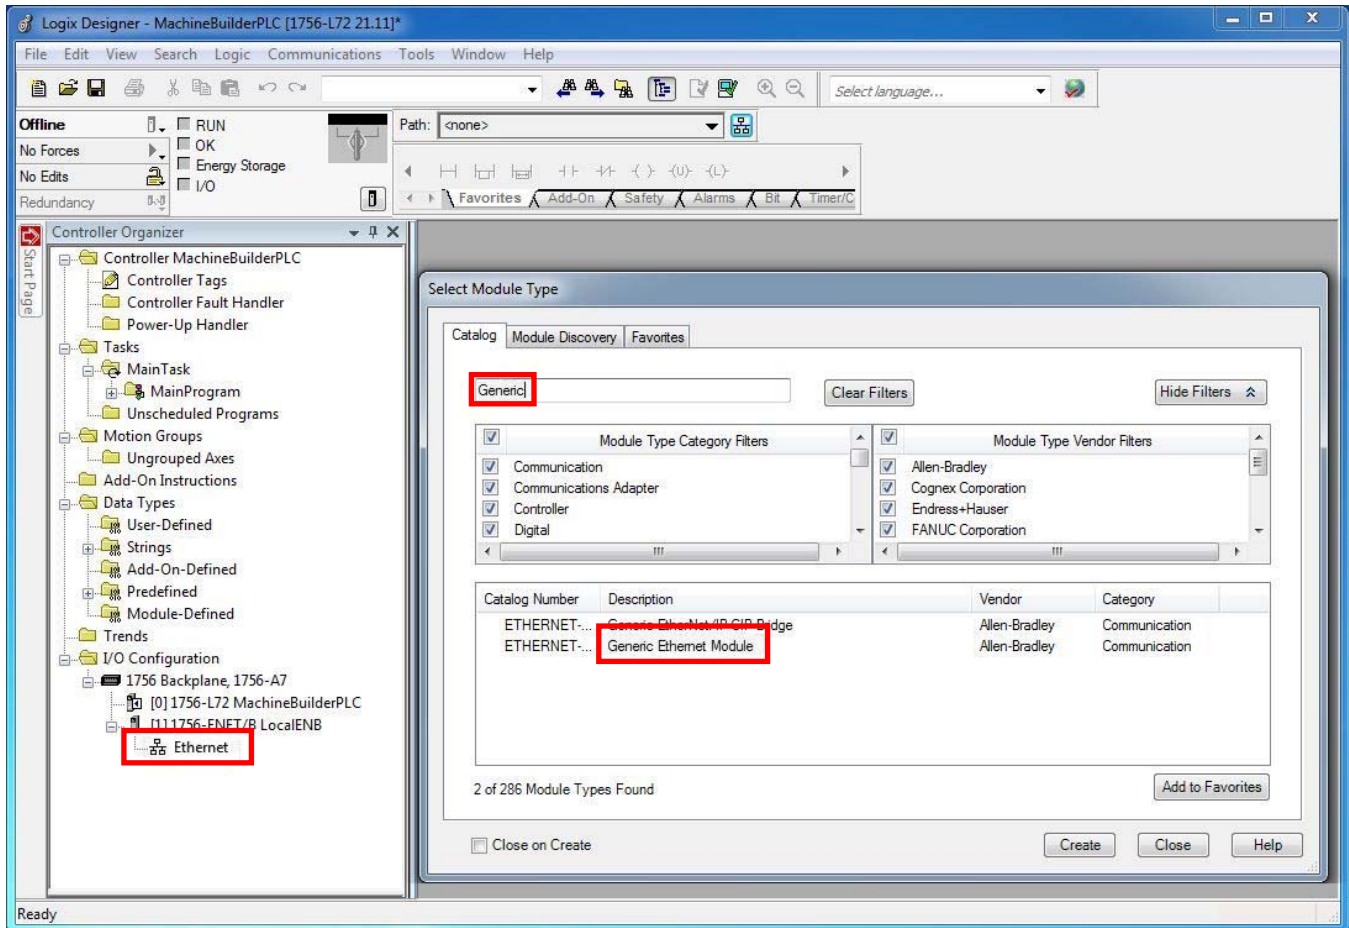 Logix Designer - MachineBuilderPLC [1756-L72 21.11]*
File Edit View Search Logic Communications Tools Window Help
Select language...
Offline
RUN
Path: <none>
No Forces
OK
Energy Storage
No Edits
I/O
Redundancy
Favorites Add-On Safety Alarms Bit Timer/C
Start Page
Controller Organizer
Controller MachineBuilderPLC
Controller Tags
Controller Fault Handler
Power-Up Handler
Tasks
MainTask
MainProgram
Unscheduled Programs
Motion Groups
Ungrouped Axes
Add-On Instructions
Data Types
User-Defined
Strings
Add-On-Defined
Predefined
Module-Defined
Trends
I/O Configuration
1756 Backplane, 1756-A7
[0] 1756-L72 MachineBuilderPLC
[1] 1756-ENET/B LocalENB
Ethernet
Select Module Type
Catalog Module Discovery Favorites
Generic
Clear Filters
Hide Filters
Module Type Category Filters
Communication
Communications Adapter
Controller
Digital
Module Type Vendor Filters
Allen-Bradley
Cognex Corporation
Endress+Hauser
FANUC Corporation
Catalog Number Description Vendor Category
ETHERNET-... Generic EtherNet/IP CIP Bridge Allen-Bradley Communication
ETHERNET-... Generic Ethernet Module Allen-Bradley Communication
2 of 286 Module Types Found
Add to Favorites
Close on Create
Create Close Help
Ready